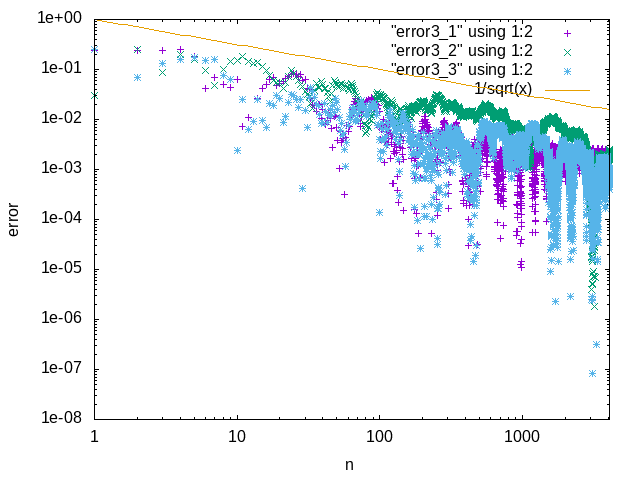 1e+00
1e-01
1e-02
1e-03
1e-04
1e-05
1e-06
1e-07
1e-08
error
"error3_1" using 1:2
"error3_2" using 1:2
"error3_3" using 1:2
1/sqrt(x)
1 10 100 1000
n